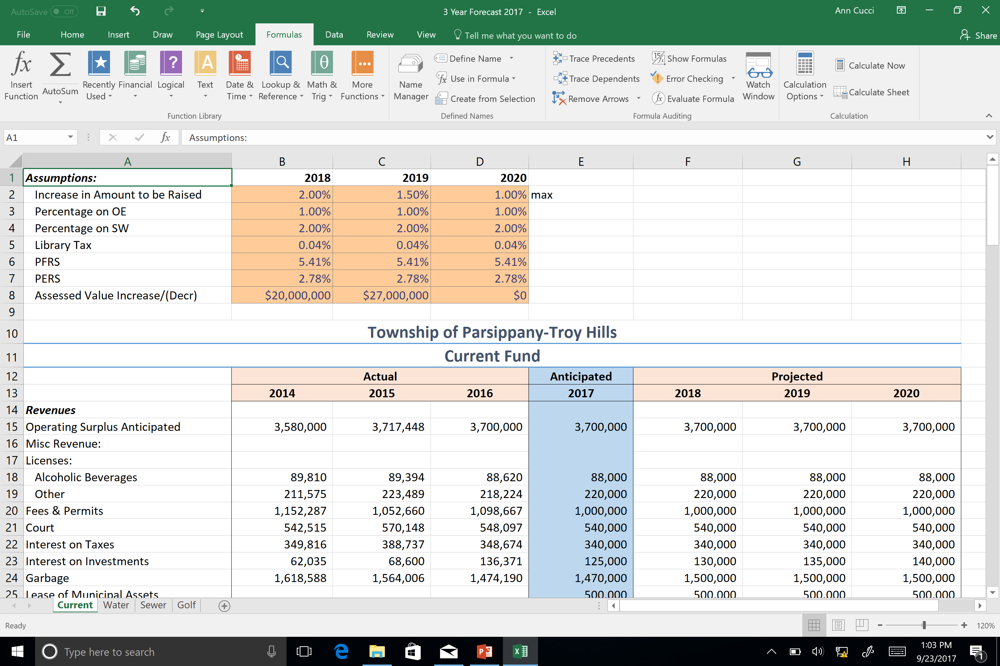 AutoSave Off
3 Year Forecast 2017 - Excel
Ann Cucci
File Home Insert Draw Page Layout Formulas Data Review View Tell me what you want to do Share
Insert Function
AutoSum
Recently Used
Financial
Logical
Text
Date & Time
Lookup & Reference
Math & Trig
More Functions
Function Library
Name Manager
Define Name
Use in Formula
Create from Selection
Defined Names
Trace Precedents
Trace Dependents
Remove Arrows
Show Formulas
Error Checking
Evaluate Formula
Watch Window
Formula Auditing
Calculation Options
Calculate Now
Calculate Sheet
Calculation
A1 fx Assumptions:
A B C D E F G H
1 Assumptions: 2018 2019 2020
2 Increase in Amount to be Raised 2.00% 1.50% 1.00% max
3 Percentage on OE 1.00% 1.00% 1.00%
4 Percentage on SW 2.00% 2.00% 2.00%
5 Library Tax 0.04% 0.04% 0.04%
6 PFRS 5.41% 5.41% 5.41%
7 PERS 2.78% 2.78% 2.78%
8 Assessed Value Increase/(Decr) $20,000,000 $27,000,000 $0
9
10 Township of Parsippany-Troy Hills
11 Current Fund
12 Actual Anticipated Projected
13 2014 2015 2016 2017 2018 2019 2020
14 Revenues
15 Operating Surplus Anticipated 3,580,000 3,717,448 3,700,000 3,700,000 3,700,000 3,700,000 3,700,000
16 Misc Revenue:
17 Licenses:
18 Alcoholic Beverages 89,810 89,394 88,620 88,000 88,000 88,000 88,000
19 Other 211,575 223,489 218,224 220,000 220,000 220,000 220,000
20 Fees & Permits 1,152,287 1,052,660 1,098,667 1,000,000 1,000,000 1,000,000 1,000,000
21 Court 542,515 570,148 548,097 540,000 540,000 540,000 540,000
22 Interest on Taxes 349,816 388,737 348,674 340,000 340,000 340,000 340,000
23 Interest on Investments 62,035 68,600 136,371 125,000 130,000 135,000 140,000
24 Garbage 1,618,588 1,564,006 1,474,190 1,470,000 1,500,000 1,500,000 1,500,000
25 Lease of Municipal Assets 500,000 500,000 500,000 500,000
Current Water Sewer Golf
Ready
120%
Type here to search
1:03 PM
9/23/2017
1